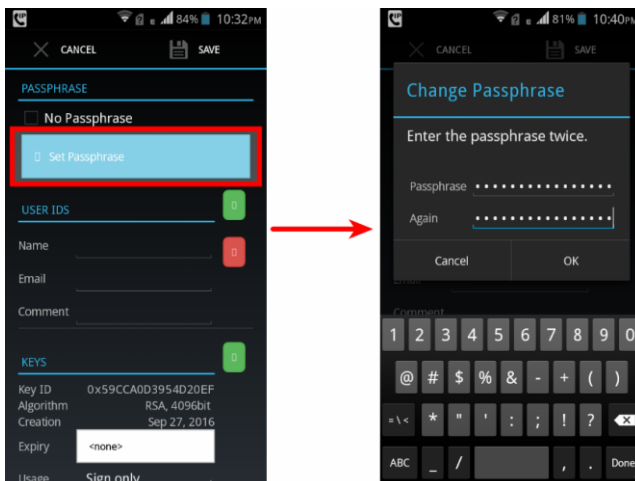 84% 10:32PM
CANCEL SAVE
PASSPHRASE
No Passphrase
Set Passphrase
USER IDS
Name
Email
Comment
KEYS
Key ID 0x59CCA0D3954D20EF
Algorithm RSA, 4096bit
Creation Sep 27, 2016
Expiry <none>
Usage Sign only
81% 10:40PM
CANCEL SAVE
Change Passphrase
Enter the passphrase twice.
Passphrase ................
Again ................
Cancel OK
Email
Comment
1 2 3 4 5 6 7 8 9 0
@ # $ % & - + ( )
=\< * " ' : ; ! ?
ABC _ / , . Done